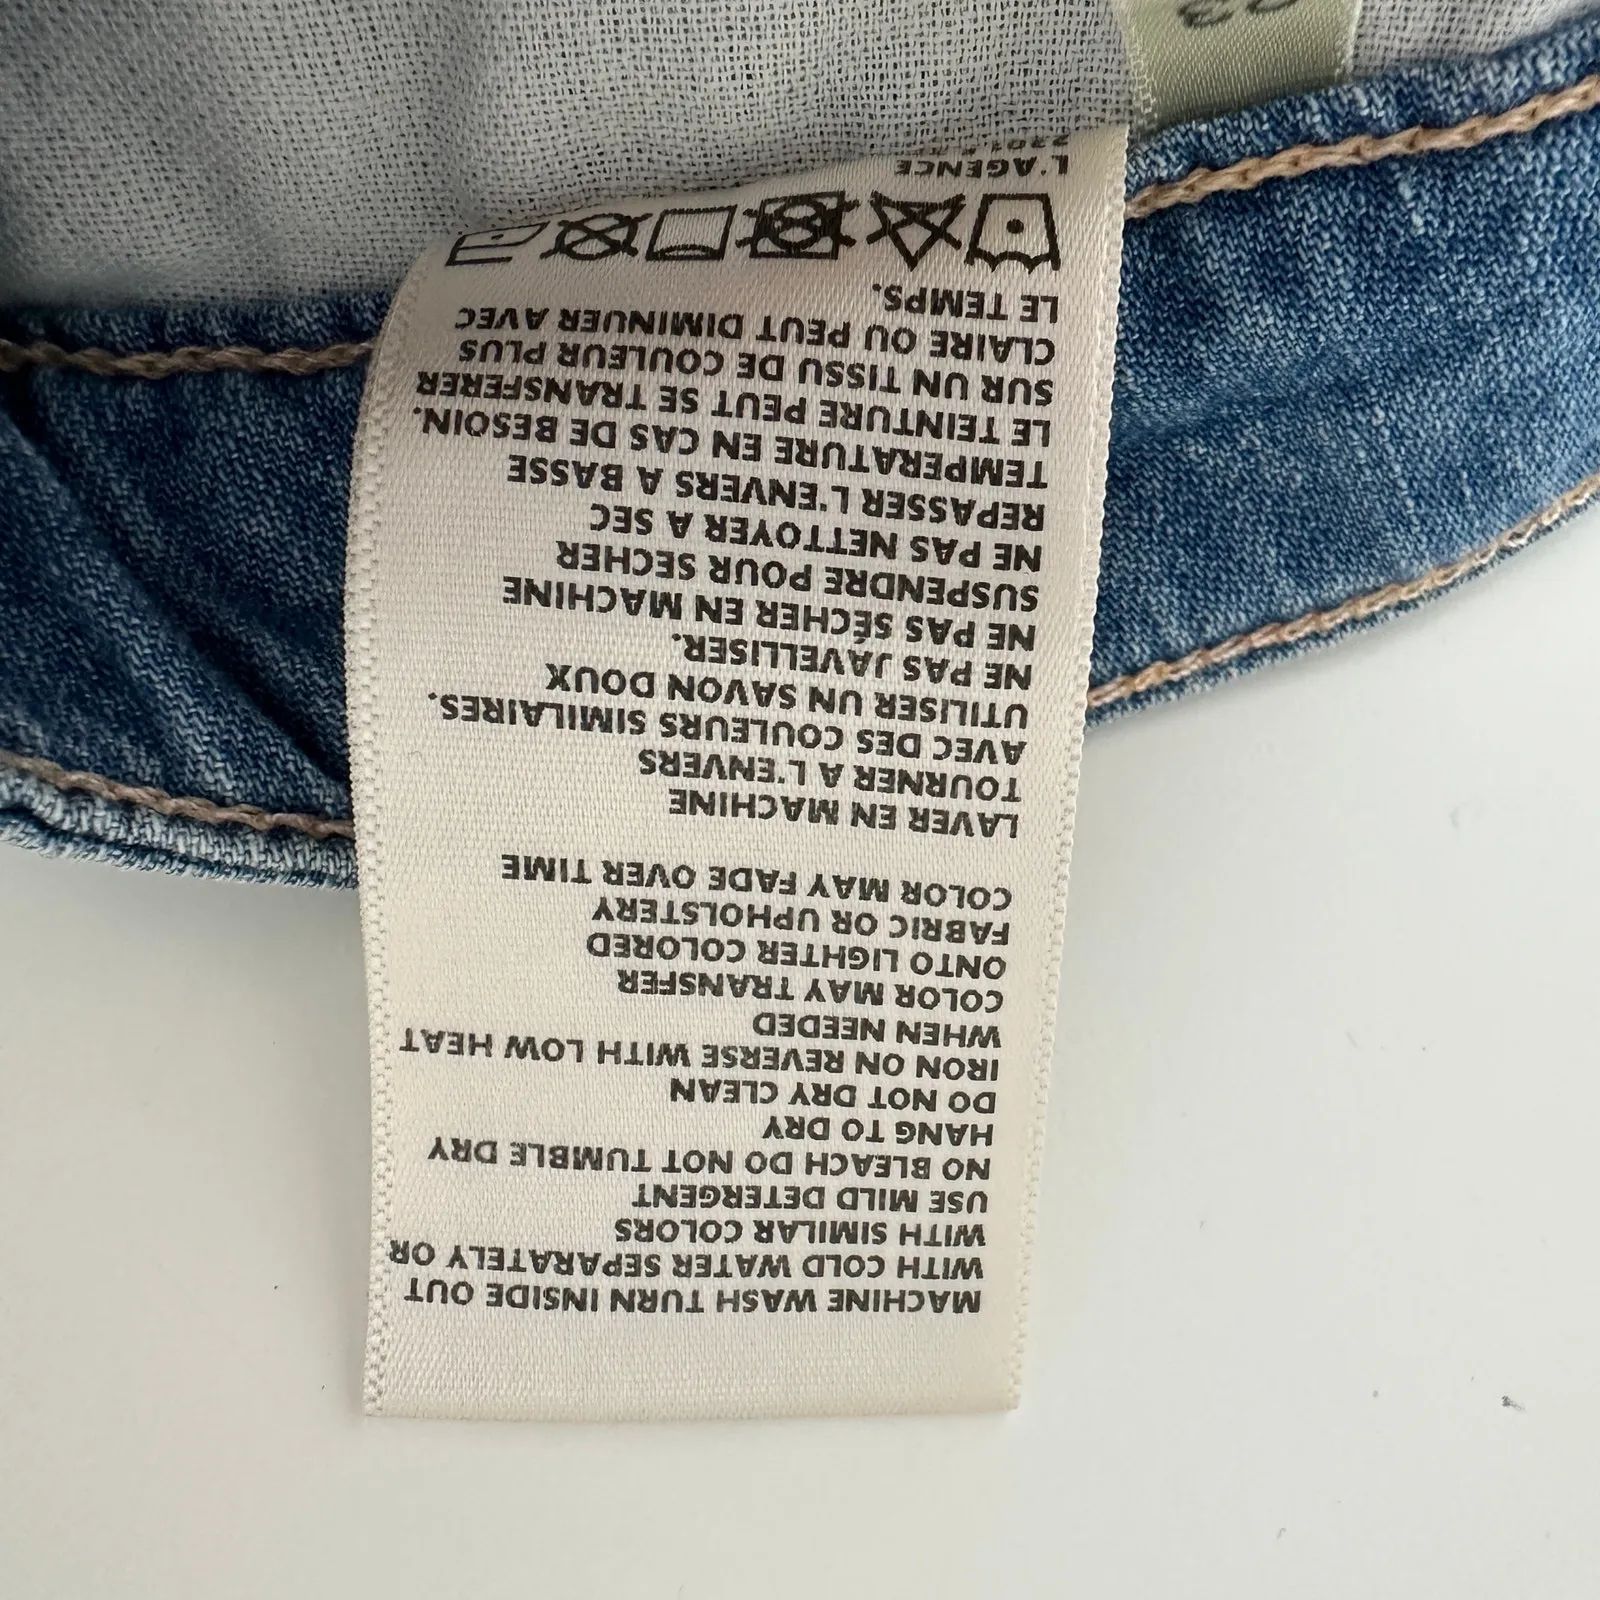 MACHINE WASH TURN INSIDE OUT
WITH COLD WATER SEPARATELY OR
WITH SIMILAR COLORS
USE MILD DETERGENT
NO BLEACH DO NOT TUMBLE DRY
HANG TO DRY
DO NOT DRY CLEAN
IRON ON REVERSE WITH LOW HEAT
WHEN NEEDED
COLOR MAY TRANSFER
ONTO LIGHTER COLORED
FABRIC OR UPHOLSTERY
COLOR MAY FADE OVER TIME
LAVER EN MACHINE
TOURNER A L'ENVERS
AVEC DES COULEURS SIMILAIRES.
UTILISER UN SAVON DOUX
NE PAS JAVELLISER.
NE PAS SÉCHER EN MACHINE
SUSPENDRE POUR SECHER
NE PAS NETTOYER A SEC
REPASSER L'ENVERS A BASSE
TEMPERATURE EN CAS DE BESOIN.
LE TEINTURE PEUT SE TRANSFERER
SUR UN TISSU DE COULEUR PLUS
CLAIRE OU PEUT DIMINUER AVEC
LE TEMPS.
L'AGENCE